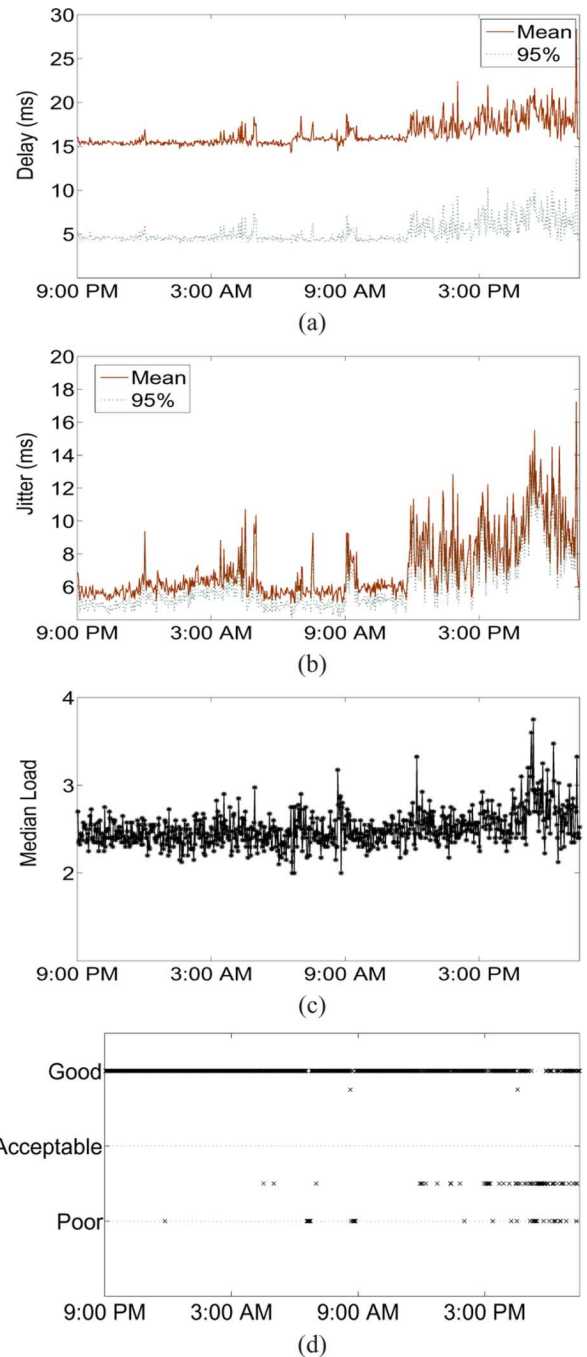 30
25
20
15
10
5
Delay (ms)
Mean
95%
9:00 PM 3:00 AM 9:00 AM 3:00 PM
(a)
20
18
16
14
12
10
8
6
Jitter (ms)
Mean
95%
9:00 PM 3:00 AM 9:00 AM 3:00 PM
(b)
4
3
2
Median Load
9:00 PM 3:00 AM 9:00 AM 3:00 PM
(c)
Good
Acceptable
Poor
9:00 PM 3:00 AM 9:00 AM 3:00 PM
(d)